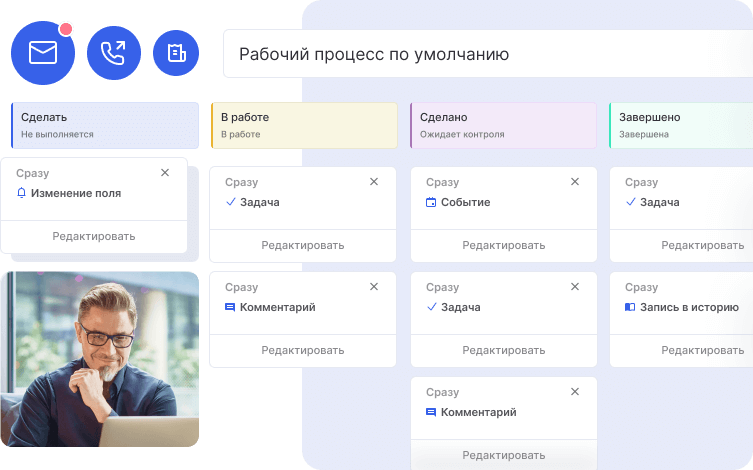 Рабочий процесс по умолчанию
Сделать
Не выполняется
В работе
В работе
Сделано
Ожидает контроля
Завершено
Завершена
Сразу
Изменение поля
Редактировать
Сразу
Задача
Редактировать
Сразу
Комментарий
Редактировать
Сразу
Событие
Редактировать
Сразу
Задача
Редактировать
Сразу
Комментарий
Редактировать
Сразу
Задача
Редактировать
Сразу
Запись в историю
Редактировать